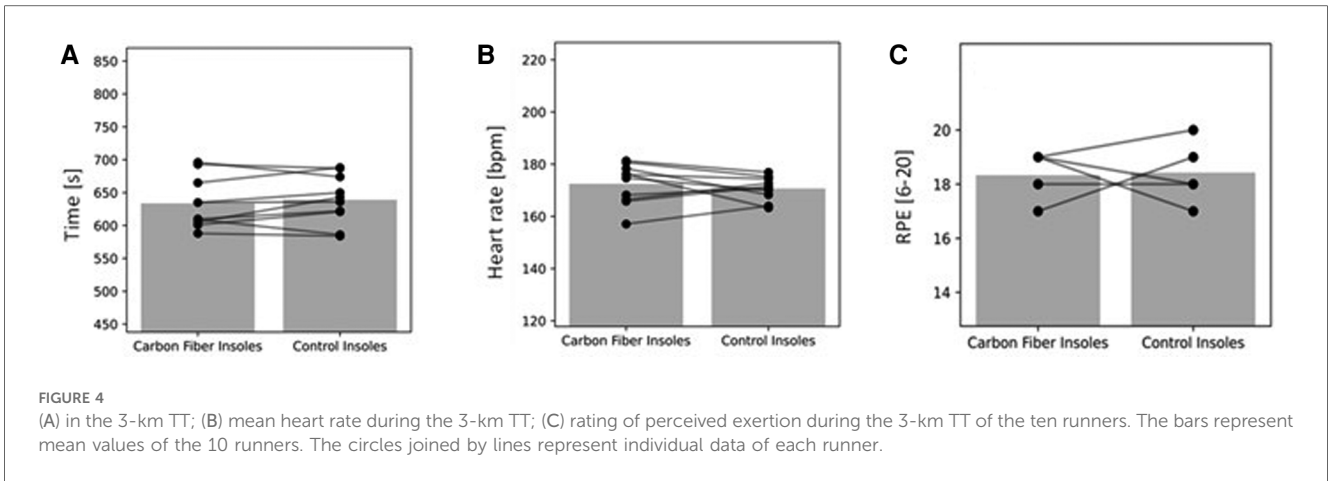 A
B
C
Time [s]
850
800
750
700
650
600
550
500
450
Carbon Fiber Insoles
Control Insoles
Heart rate [bpm]
220
200
180
160
140
120
Carbon Fiber Insoles
Control Insoles
RPE [6-20]
20
18
16
14
Carbon Fiber Insoles
Control Insoles
FIGURE 4
(A) in the 3-km TT; (B) mean heart rate during the 3-km TT; (C) rating of perceived exertion during the 3-km TT of the ten runners. The bars represent
mean values of the 10 runners. The circles joined by lines represent individual data of each runner.